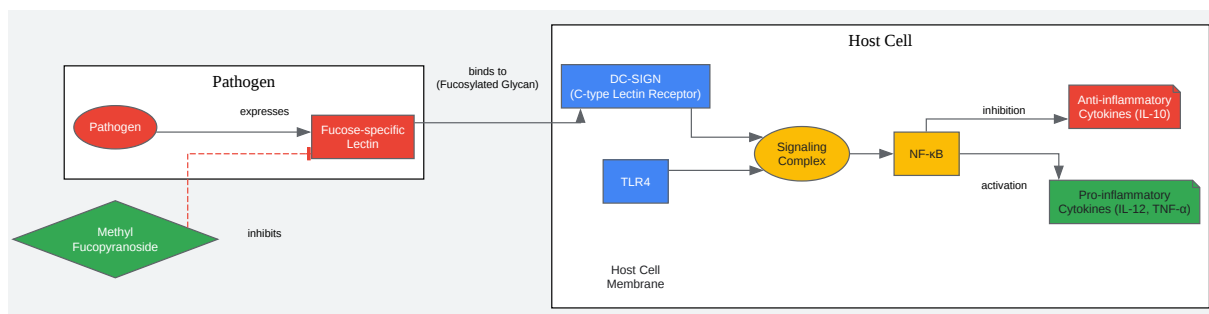 Pathogen
Pathogen
expresses
Fucose-specific
Lectin
Methyl
Fucopyranoside
inhibits
binds to
(Fucosylated Glycan)
Host Cell
DC-SIGN
(C-type Lectin Receptor)
TLR4
Signaling
Complex
NF-κB
inhibition
Anti-inflammatory
Cytokines (IL-10)
activation
Pro-inflammatory
Cytokines (IL-12, TNF-α)
Host Cell
Membrane